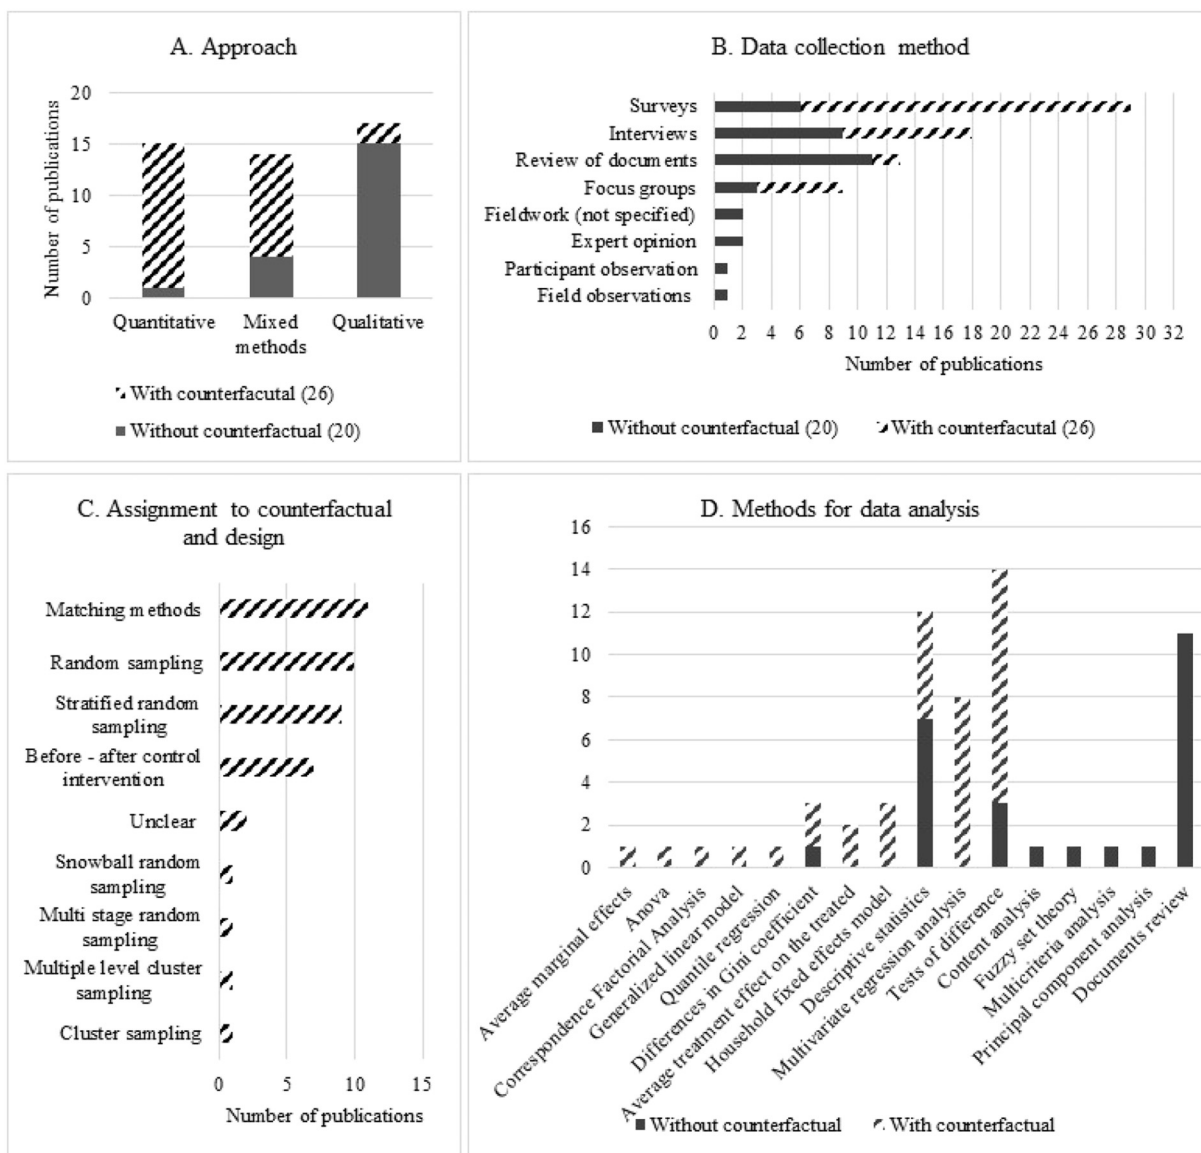 A. Approach
Number of publications
20
15
10
5
0
Quantitative
Mixed
methods
Qualitative
With counterfacutal (26)
Without counterfactual (20)
B. Data collection method
Surveys
Interviews
Review of documents
Focus groups
Fieldwork (not specified)
Expert opinion
Participant observation
Field observations
0 2 4 6 8 10 12 14 16 18 20 22 24 26 28 30 32
Number of publications
Without counterfactual (20) With counterfacutal (26)
C. Assignment to counterfactual
and design
Matching methods
Random sampling
Stratified random
sampling
Before - after control
intervention
Unclear
Snowball random
sampling
Multi stage random
sampling
Multiple level cluster
sampling
Cluster sampling
0 5 10 15
Number of publications
D. Methods for data analysis
16
14
12
10
8
6
4
2
0
Average marginal effects
Anova
Correspondence Factorial Analysis
Generalized linear model
Quantile regression
Differences in Gini coefficient
Average treatment effect on the treated
Household fixed effects model
Descriptive statistics
Multivariate regression analysis
Tests of difference
Content analysis
Fuzzy set theory
Multicriteria analysis
Principal component analysis
Documents review
Without counterfactual With counterfactual